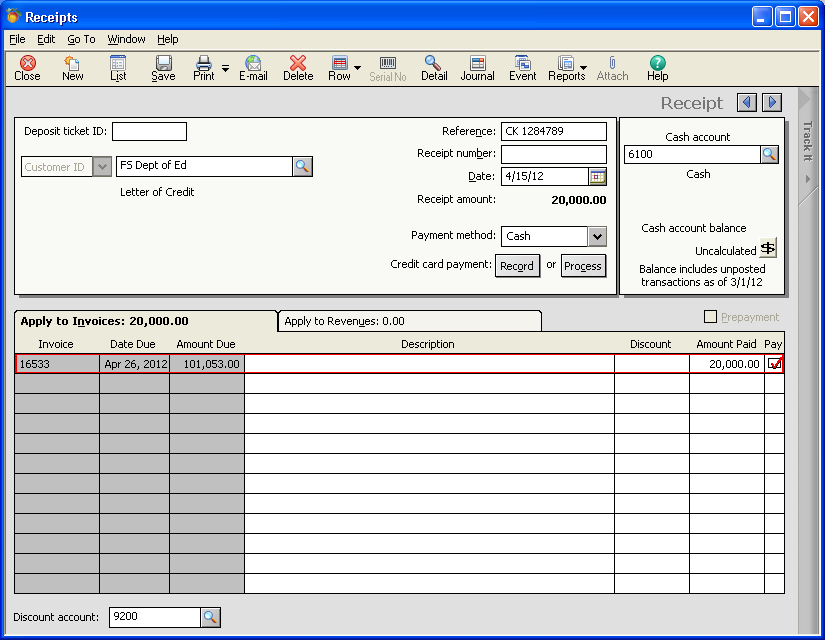 Receipts
File Edit Go To Window Help
Close New List Save Print E-mail Delete Row Serial No Detail Journal Event Reports Attach Help
Receipt
Track It
Deposit ticket ID:
Customer ID FS Dept of Ed
Letter of Credit
Reference: CK 1284789
Receipt number:
Date: 4/15/12
Receipt amount: 20,000.00
Payment method: Cash
Credit card payment: Record or Process
Cash account
6100
Cash
Cash account balance
Uncalculated $
Balance includes unposted
transactions as of 3/1/12
Apply to Invoices: 20,000.00 Apply to Revenues: 0.00 Prepayment
Invoice Date Due Amount Due Description Discount Amount Paid Pay
16533 Apr 26, 2012 101,053.00 20,000.00
Discount account: 9200